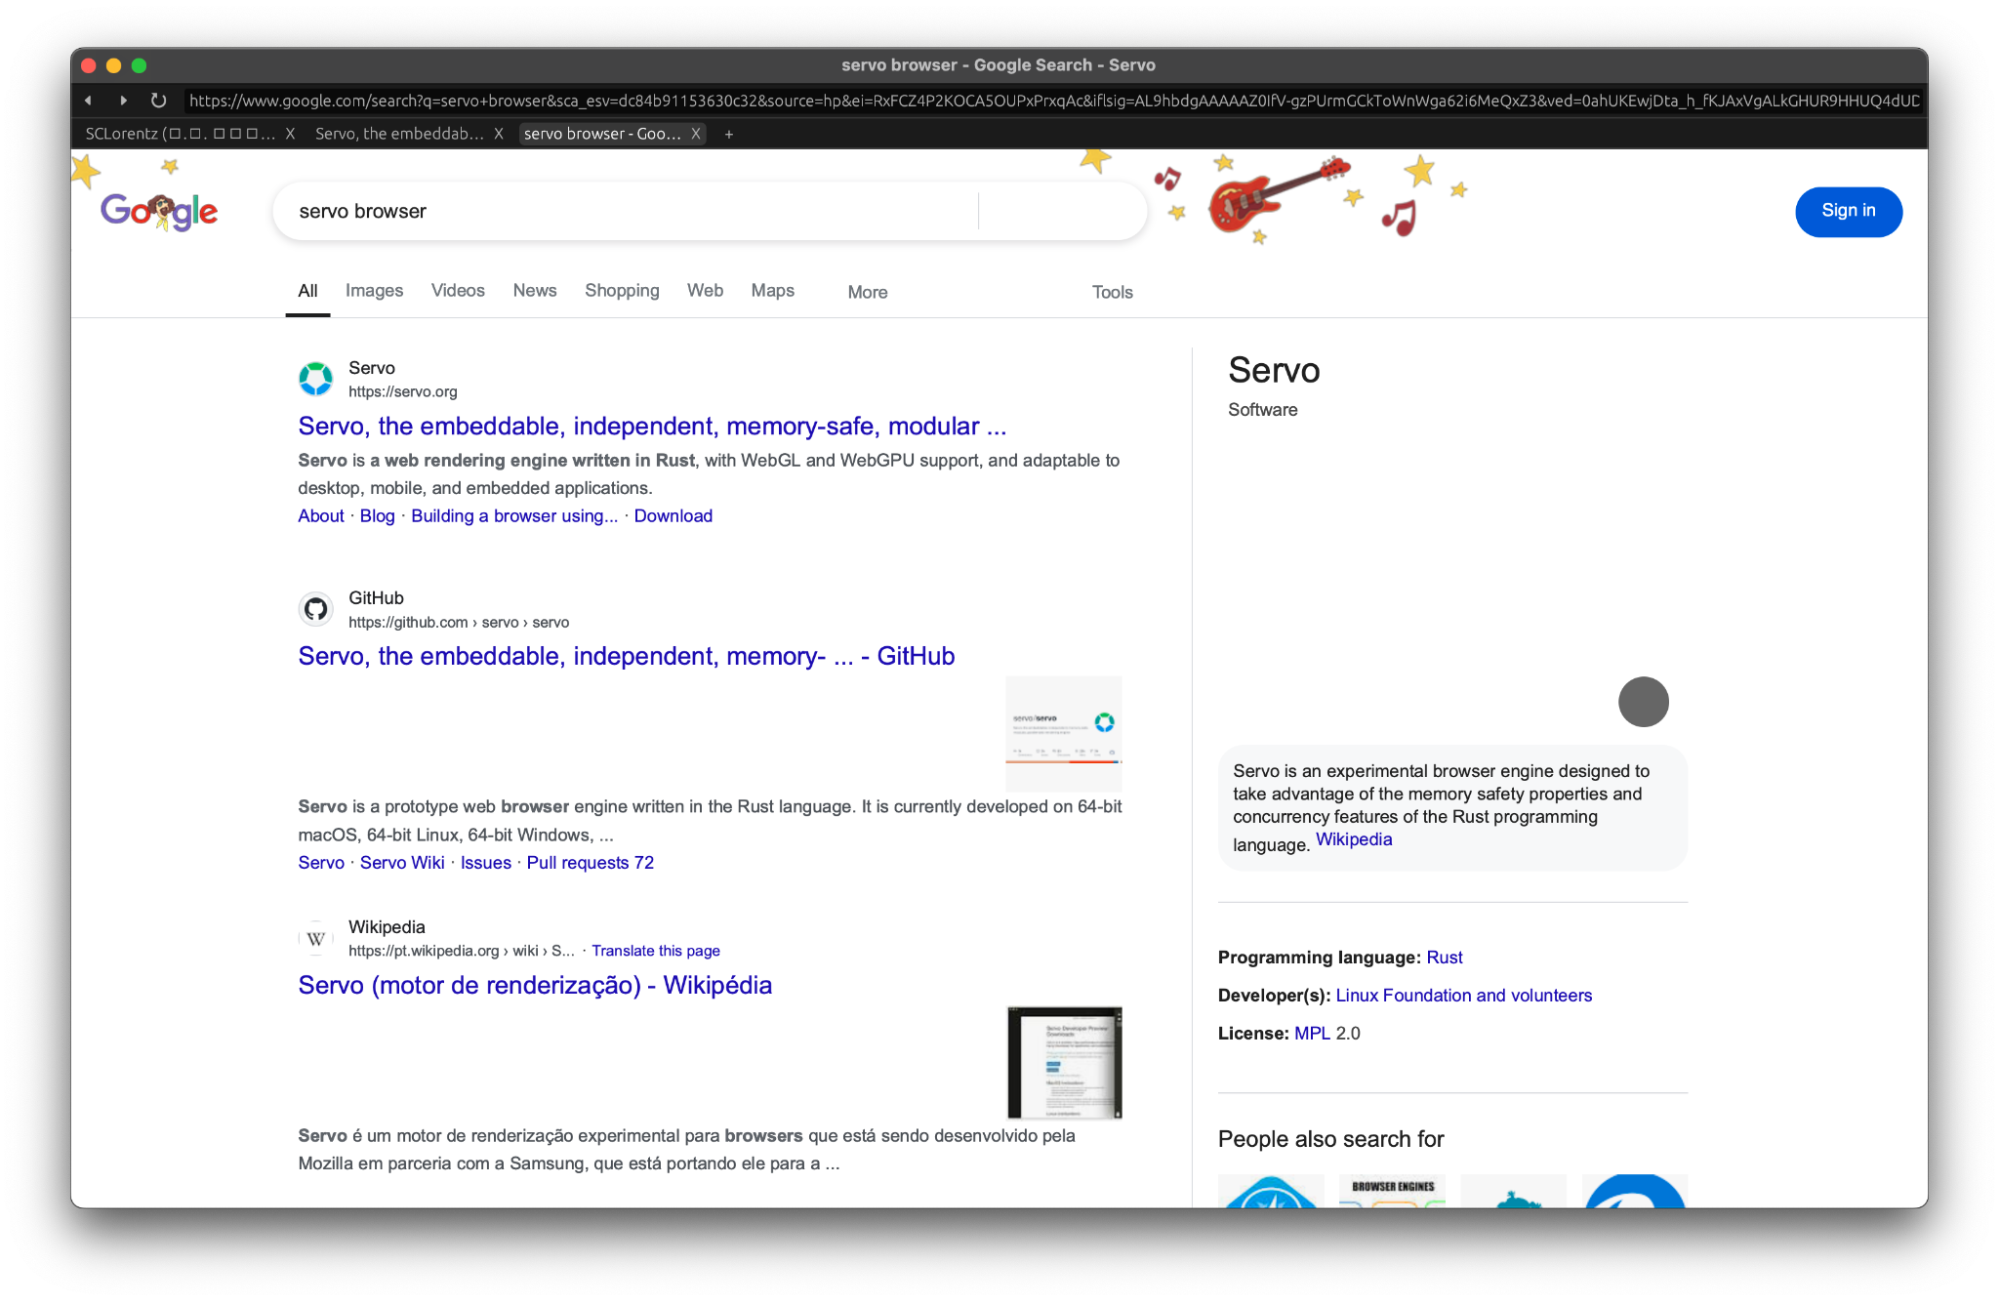 servo browser - Google Search - Servo
https://www.google.com/search?q=servo+browser&sca_esv=dc84b91153630c32&source=hp&ei=RxFCZ4P2KOCA5OUPxPrxqAc&iflsig=AL9hbdgAAAAAZ0IfV-gzPUrmGCkToWnWga62i6MeQxZ3&ved=0ahUKEwjDta_h_fKJAxVgALkGHUR9HHUQ4dUD
SCLorentz (□.□. □ □ □... X Servo, the embeddab... X servo browser - Goo... X +
Google
servo browser
Sign in
All Images Videos News Shopping Web Maps More Tools
Servo
https://servo.org
Servo, the embeddable, independent, memory-safe, modular ...
Servo is a web rendering engine written in Rust, with WebGL and WebGPU support, and adaptable to
desktop, mobile, and embedded applications.
About · Blog · Building a browser using... · Download
GitHub
https://github.com › servo › servo
Servo, the embeddable, independent, memory- ... - GitHub
servo/servo
Servo is a prototype web browser engine written in the Rust language. It is currently developed on 64-bit
macOS, 64-bit Linux, 64-bit Windows, ...
Servo · Servo Wiki · Issues · Pull requests 72
W
Wikipedia
https://pt.wikipedia.org › wiki › S... · Translate this page
Servo (motor de renderização) - Wikipédia
Servo Developer Preview
Downloads
Servo é um motor de renderização experimental para browsers que está sendo desenvolvido pela
Mozilla em parceria com a Samsung, que está portando ele para a ...
Servo
Software
Servo is an experimental browser engine designed to
take advantage of the memory safety properties and
concurrency features of the Rust programming
language. Wikipedia
Programming language: Rust
Developer(s): Linux Foundation and volunteers
License: MPL 2.0
People also search for
BROWSER ENGINES